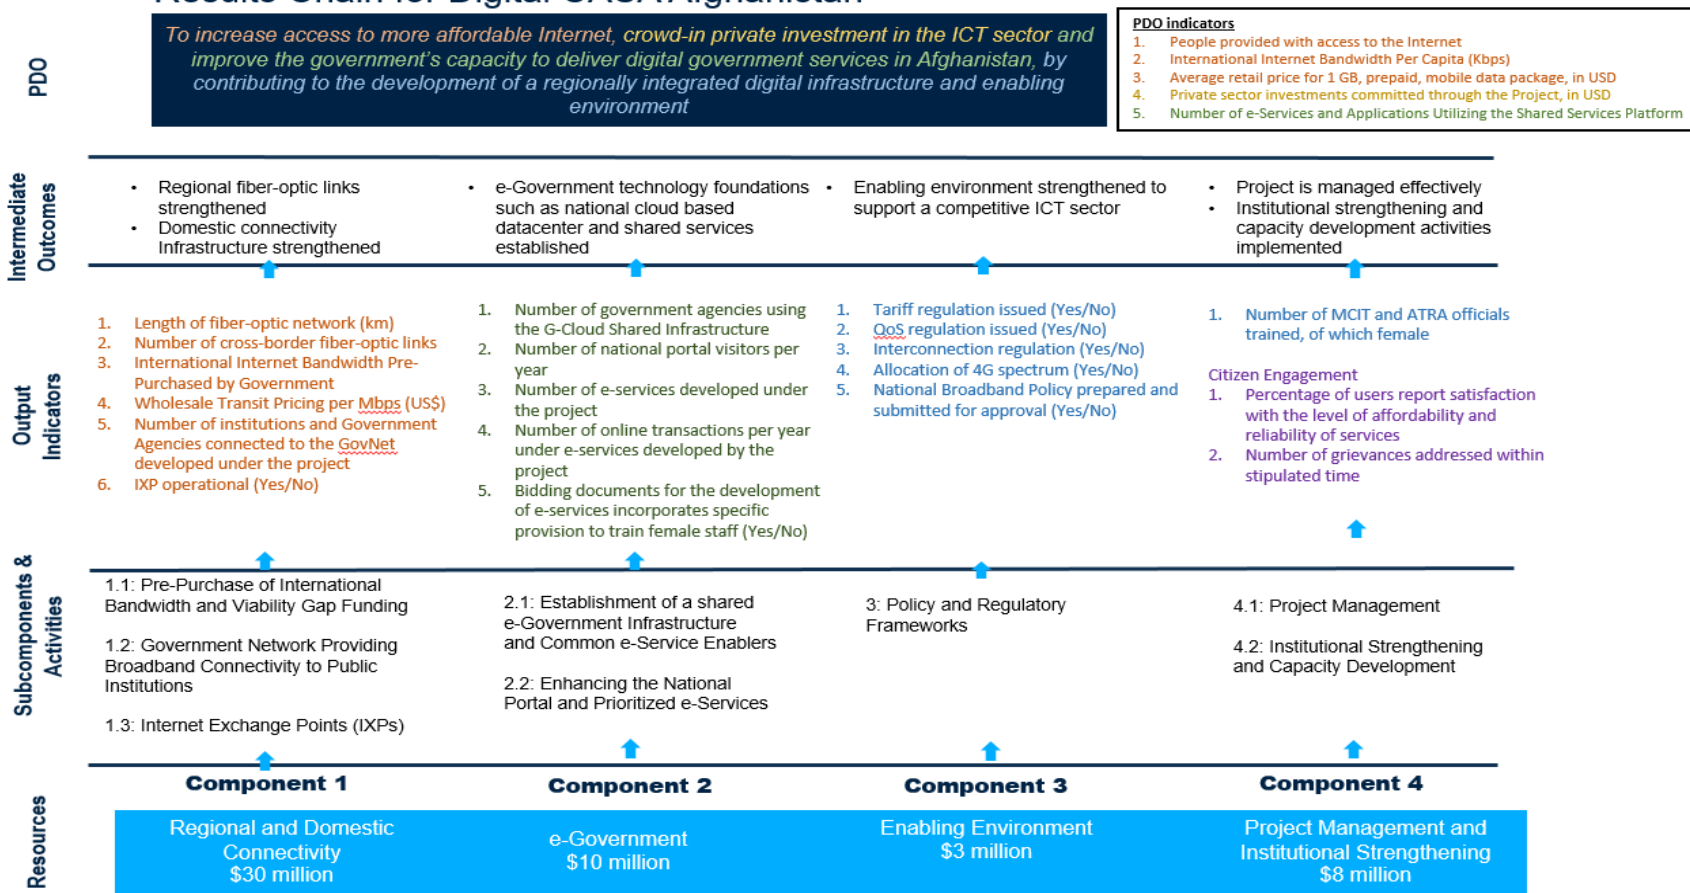 Results Chain for Digital CASA Afghanistan
PDO
To increase access to more affordable Internet, crowd-in private investment in the ICT sector and
improve the government's capacity to deliver digital government services in Afghanistan, by
contributing to the development of a regionally integrated digital infrastructure and enabling
environment
PDO indicators
1. People provided with access to the Internet
2. International Internet Bandwidth Per Capita (Kbps)
3. Average retail price for 1 GB, prepaid, mobile data package, in USD
4. Private sector investments committed through the Project, in USD
5. Number of e-Services and Applications Utilizing the Shared Services Platform
Intermediate
Outcomes
• Regional fiber-optic links
strengthened
• Domestic connectivity
Infrastructure strengthened
• e-Government technology foundations
such as national cloud based
datacenter and shared services
established
• Enabling environment strengthened to
support a competitive ICT sector
• Project is managed effectively
• Institutional strengthening and
capacity development activities
implemented
Output
Indicators
1. Length of fiber-optic network (km)
2. Number of cross-border fiber-optic links
3. International Internet Bandwidth Pre-
Purchased by Government
4. Wholesale Transit Pricing per Mbps (US$)
5. Number of institutions and Government
Agencies connected to the GovNet
developed under the project
6. IXP operational (Yes/No)
1. Number of government agencies using
the G-Cloud Shared Infrastructure
2. Number of national portal visitors per
year
3. Number of e-services developed under
the project
4. Number of online transactions per year
under e-services developed by the
project
5. Bidding documents for the development
of e-services incorporates specific
provision to train female staff (Yes/No)
1. Tariff regulation issued (Yes/No)
2. QoS regulation issued (Yes/No)
3. Interconnection regulation (Yes/No)
4. Allocation of 4G spectrum (Yes/No)
5. National Broadband Policy prepared and
submitted for approval (Yes/No)
1. Number of MCIT and ATRA officials
trained, of which female
Citizen Engagement
1. Percentage of users report satisfaction
with the level of affordability and
reliability of services
2. Number of grievances addressed within
stipulated time
Subcomponents &
Activities
1.1: Pre-Purchase of International
Bandwidth and Viability Gap Funding
1.2: Government Network Providing
Broadband Connectivity to Public
Institutions
1.3: Internet Exchange Points (IXPs)
2.1: Establishment of a shared
e-Government Infrastructure
and Common e-Service Enablers
2.2: Enhancing the National
Portal and Prioritized e-Services
3: Policy and Regulatory
Frameworks
4.1: Project Management
4.2: Institutional Strengthening
and Capacity Development
Resources
Component 1
Regional and Domestic
Connectivity
$30 million
Component 2
e-Government
$10 million
Component 3
Enabling Environment
$3 million
Component 4
Project Management and
Institutional Strengthening
$8 million